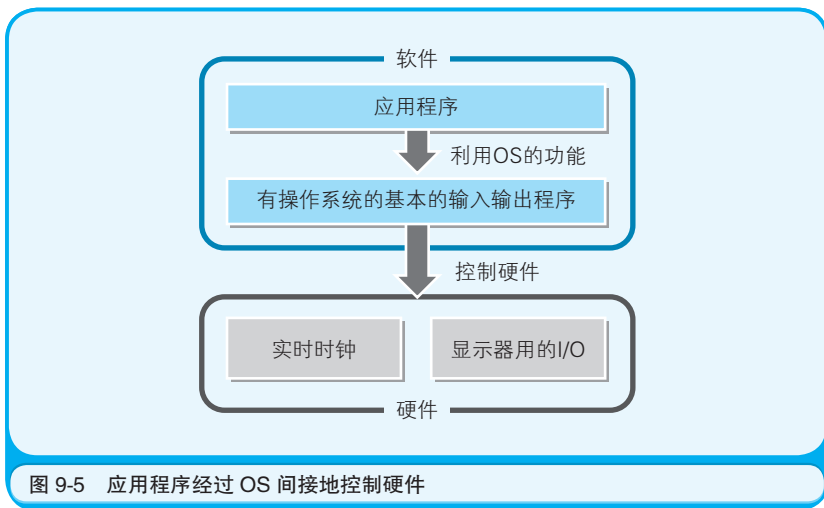 软件
应用程序
利用OS的功能
有操作系统的基本的输入输出程序
控制硬件
实时时钟
显示器用的I/O
硬件
图 9-5 应用程序经过 OS 间接地控制硬件